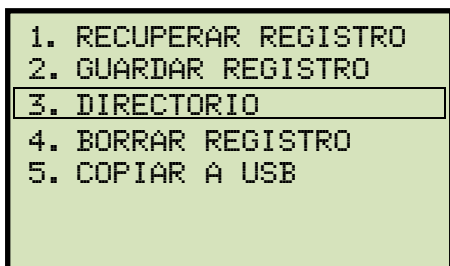 1. RECUPERAR REGISTRO
2. GUARDAR REGISTRO
3. DIRECTORIO
4. BORRAR REGISTRO
5. COPIAR A USB